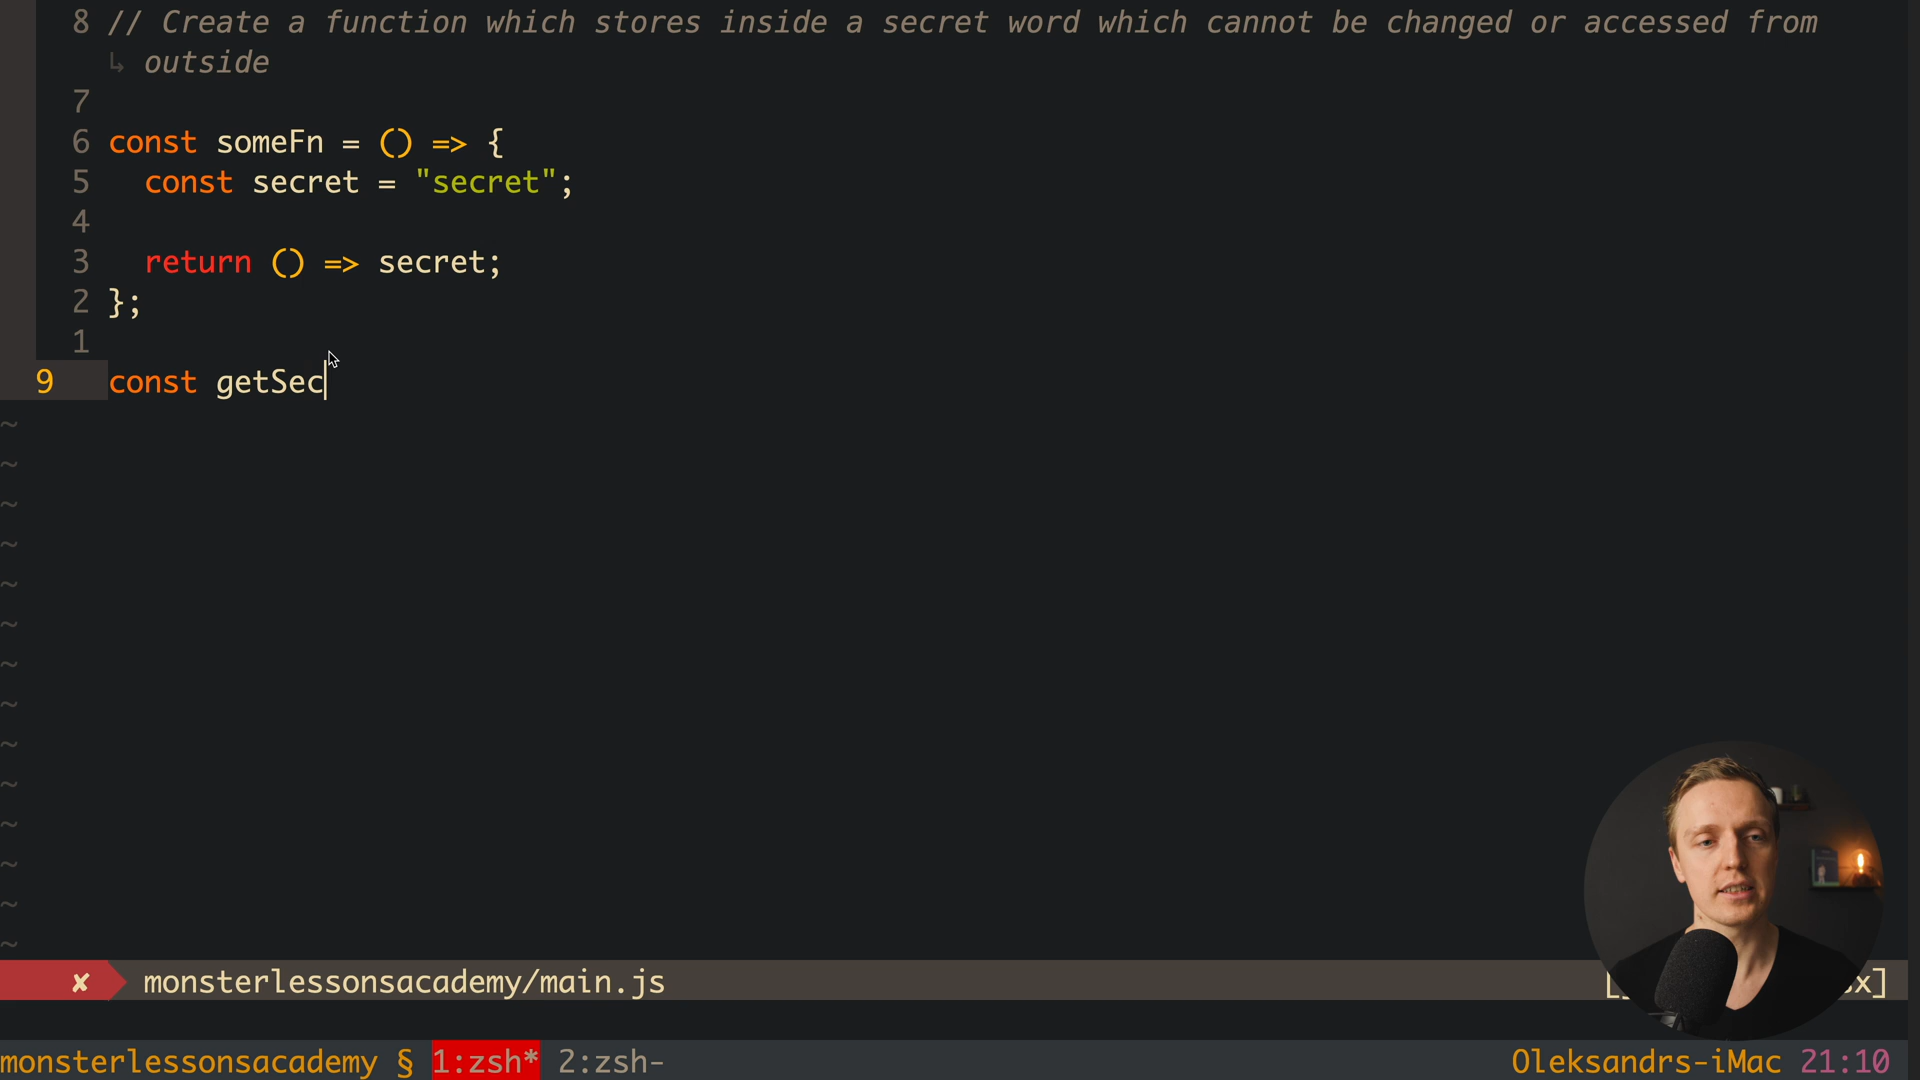 8 // Create a function which stores inside a secret word which cannot be changed or accessed from
↳ outside
7
6 const someFn = () => {
5 const secret = "secret";
4
3 return () => secret;
2 };
1
9 const getSec
~
~
~
~
~
~
~
~
~
~
~
~
~
~
✘ monsterlessonsacademy/main.js
monsterlessonsacademy § 1:zsh* 2:zsh- Oleksandrs-iMac 21:10